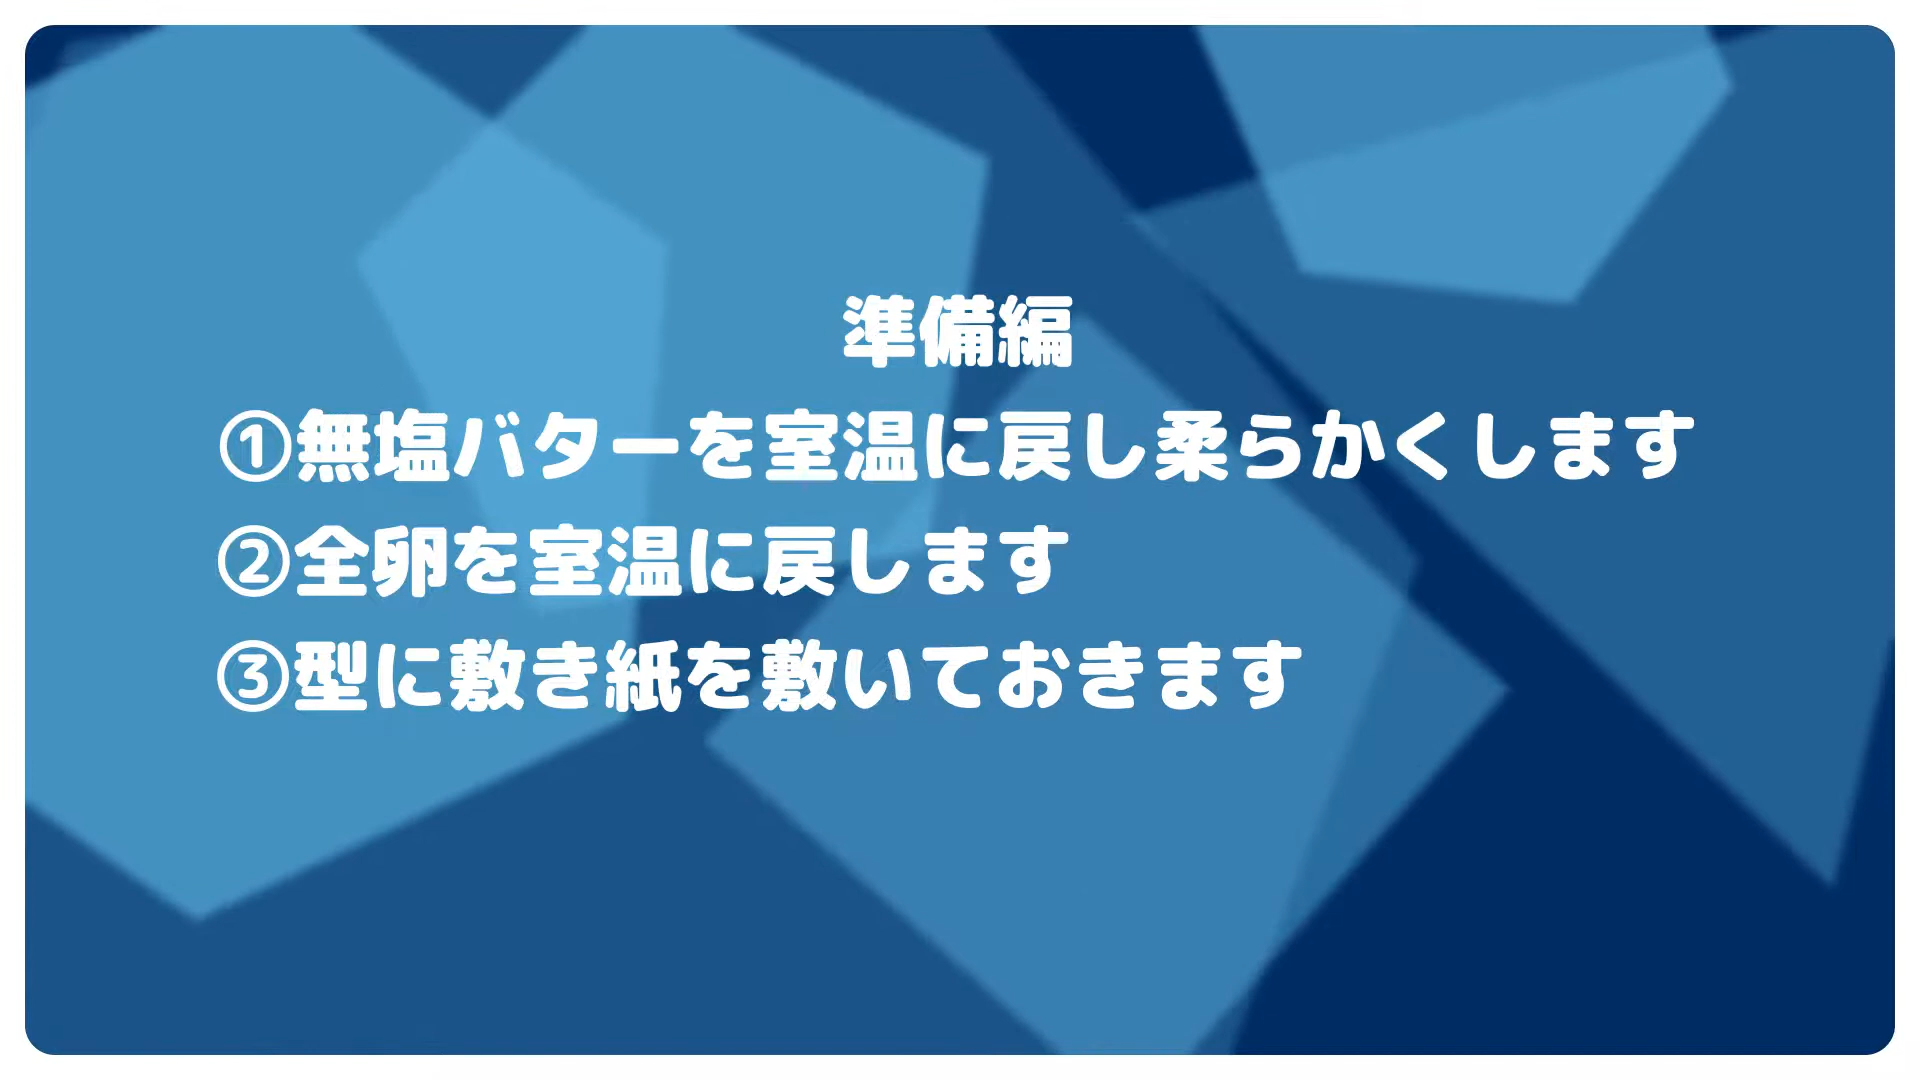 準備編
①無塩バターを室温に戻し柔らかくします
②全卵を室温に戻します
③型に敷き紙を敷いておきます